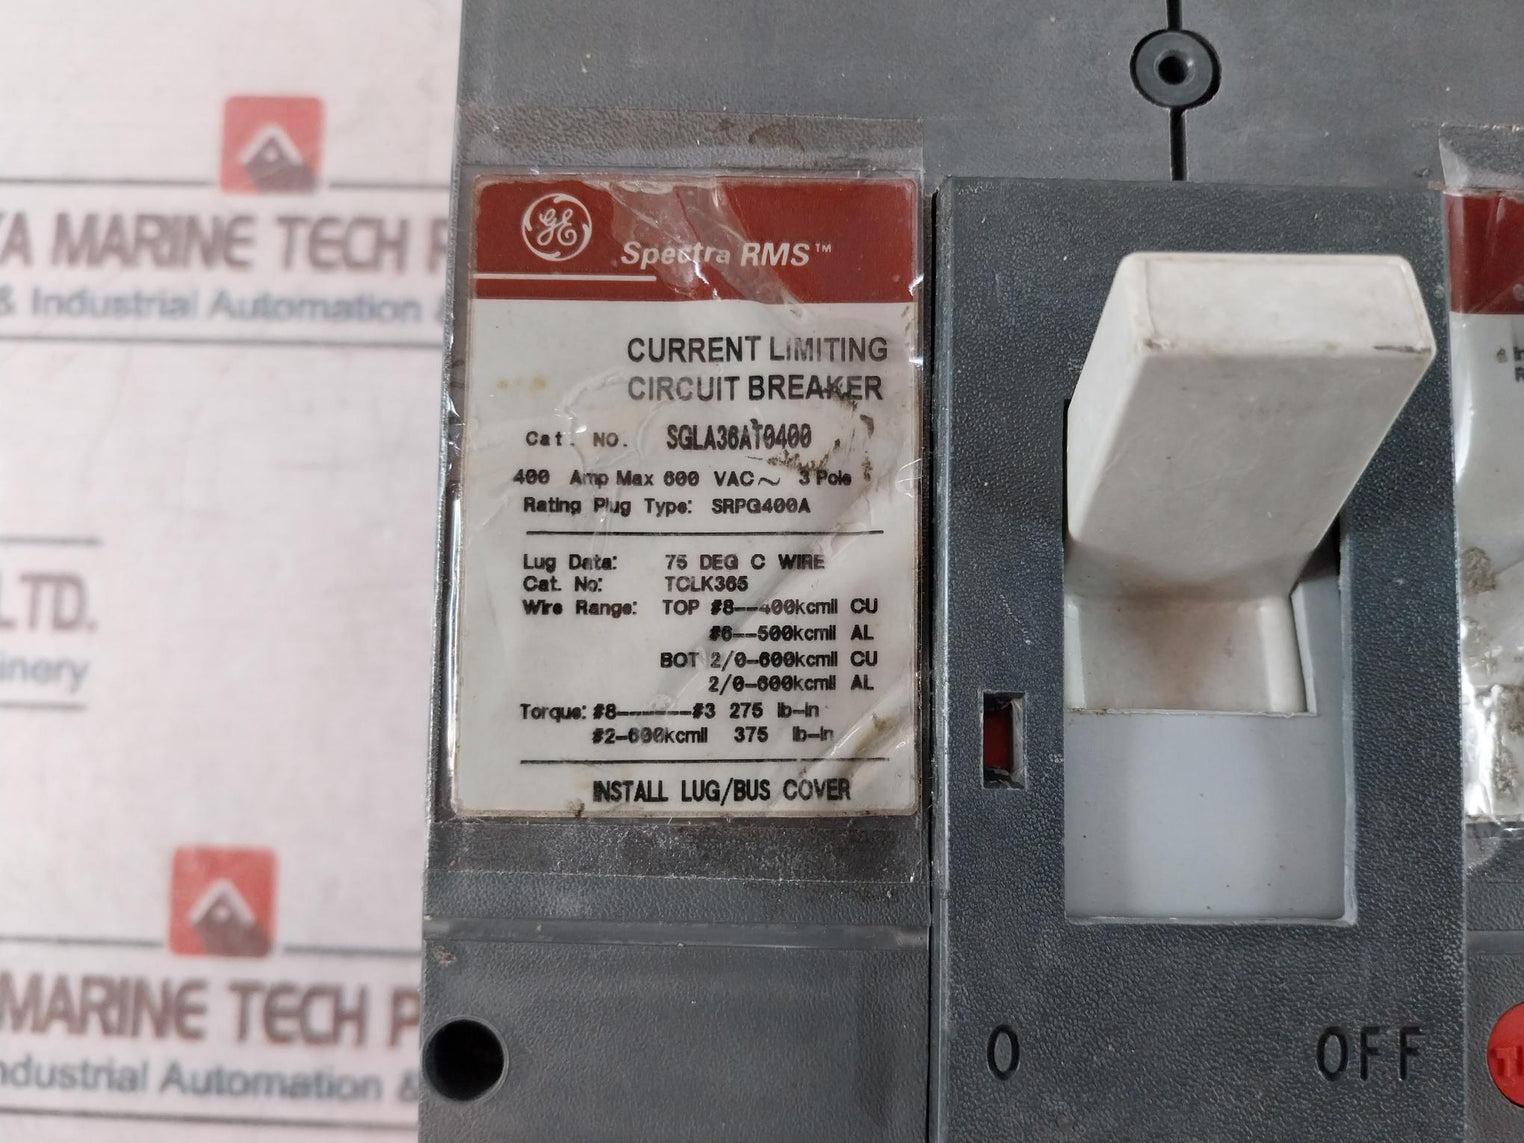 GE
Spectra RMS™
CURRENT LIMITING
CIRCUIT BREAKER
Cat. NO. SGLA36AT0400
400 Amp Max 600 VAC～ 3 Pole
Rating Plug Type: SRPG400A
Lug Data: 75 DEG C WIRE
Cat. No: TCLK365
Wire Range: TOP #8--400kcmil CU
#6--500kcmil AL
BOT 2/0-600kcmil CU
2/0-600kcmil AL
Torque: #8------#3 275 lb-in
#2-600kcmil 375 lb-in
INSTALL LUG/BUS COVER
O OFF
MARINE TECH P
& Industrial Automation &
LTD.
MARINE TECH P
Industrial Automation &